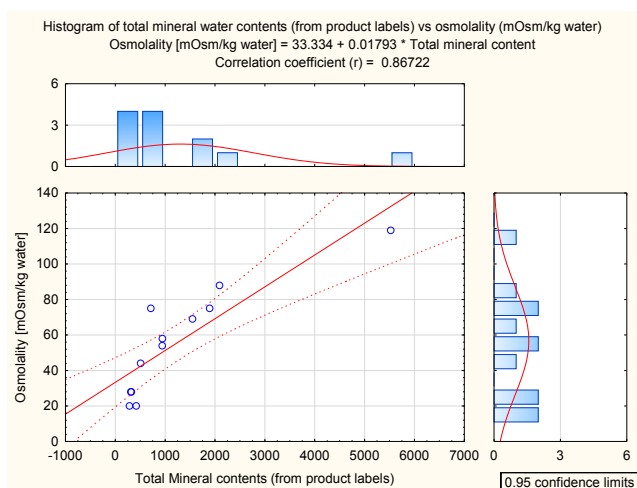 Histogram of total mineral water contents (from product labels) vs osmolality (mOsm/kg water)
Osmolality [mOsm/kg water] = 33.334 + 0.01793 * Total mineral content
Correlation coefficient (r) =  0.86722
6
3
0
140
120
100
80
60
40
20
0
Osmolality [mOsm/kg water]
-1000 0 1000 2000 3000 4000 5000 6000 7000
Total Mineral contents (from product labels)
0 3 6
0.95 confidence limits